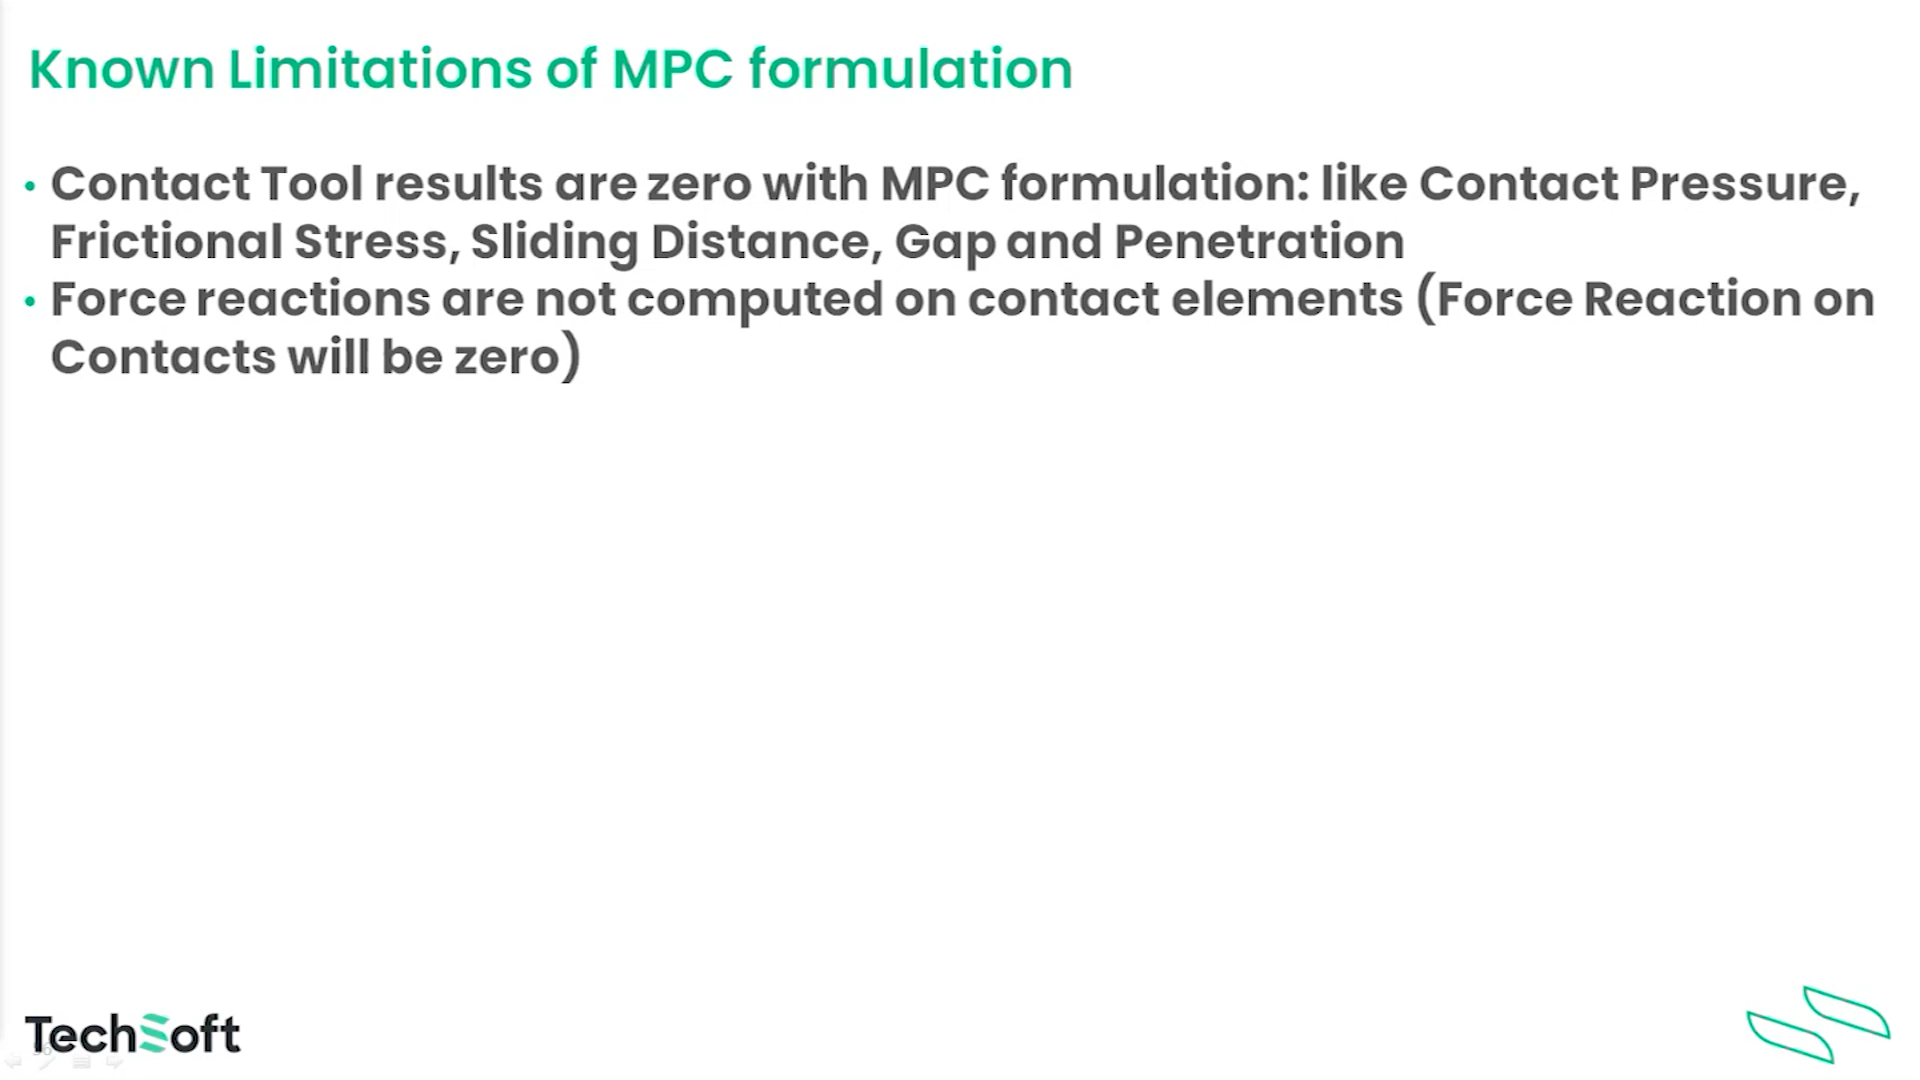 Known Limitations of MPC formulation
• Contact Tool results are zero with MPC formulation: like Contact Pressure,
Frictional Stress, Sliding Distance, Gap and Penetration
• Force reactions are not computed on contact elements (Force Reaction on
Contacts will be zero)
TechSoft